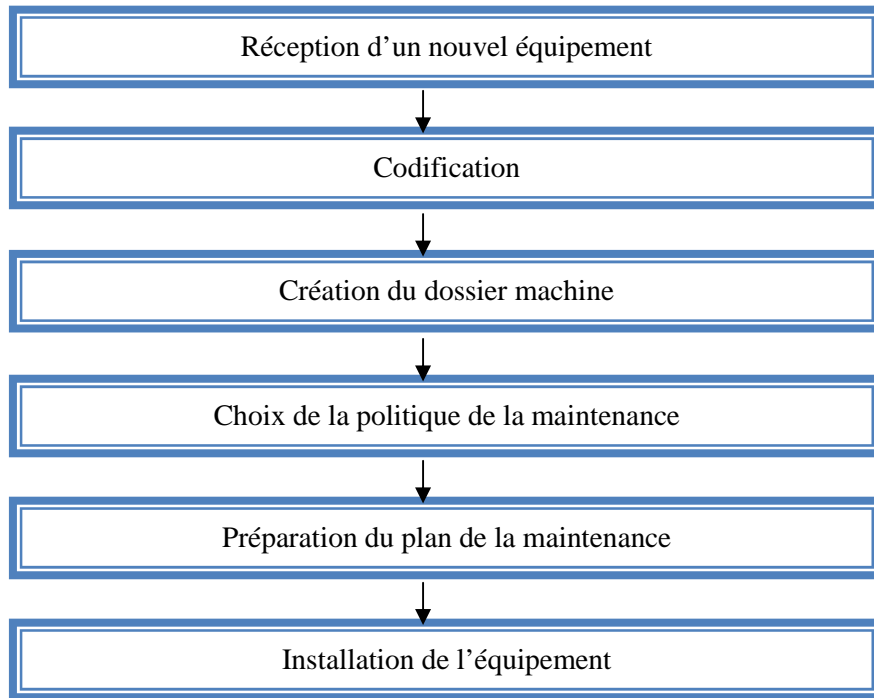 Réception d’un nouvel équipement
Codification
Création du dossier machine
Choix de la politique de la maintenance
Préparation du plan de la maintenance
Installation de l’équipement